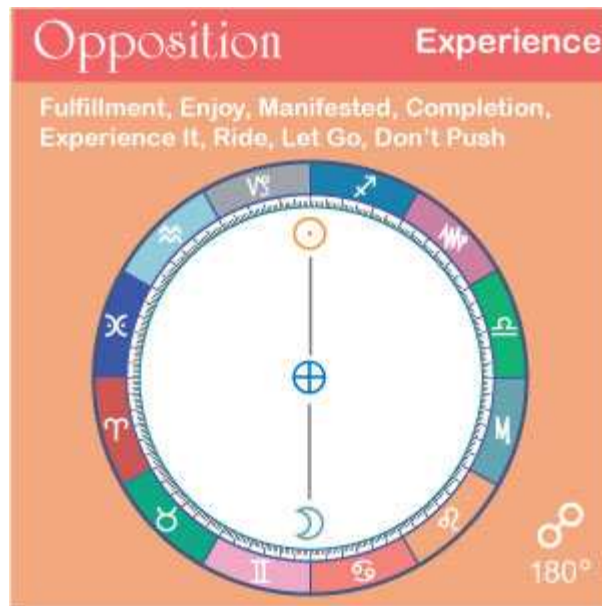 Opposition Experience
Fulfillment, Enjoy, Manifested, Completion,
Experience It, Ride, Let Go, Don't Push
180°